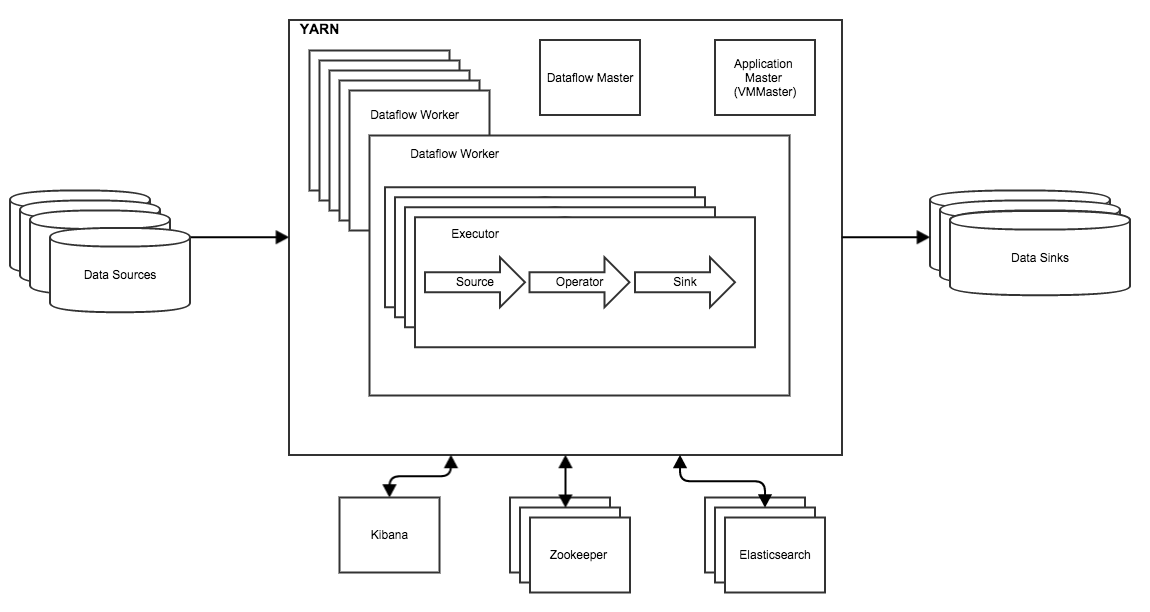 YARN
Dataflow Master
Application
Master
(VMMaster)
Dataflow Worker
Dataflow Worker
Executor
Source
Operator
Sink
Data Sources
Data Sinks
Kibana
Zookeeper
Elasticsearch